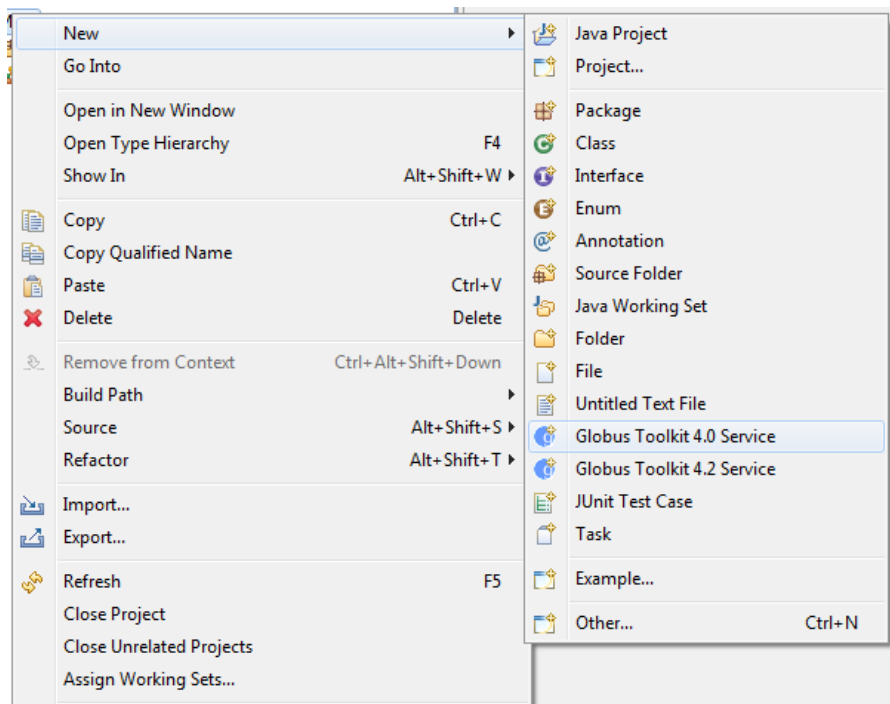 New
Go Into
Open in New Window
Open Type Hierarchy F4
Show In Alt+Shift+W
Copy Ctrl+C
Copy Qualified Name
Paste Ctrl+V
Delete Delete
Remove from Context Ctrl+Alt+Shift+Down
Build Path
Source Alt+Shift+S
Refactor Alt+Shift+T
Import...
Export...
Refresh F5
Close Project
Close Unrelated Projects
Assign Working Sets...
Java Project
Project...
Package
Class
Interface
Enum
Annotation
Source Folder
Java Working Set
Folder
File
Untitled Text File
Globus Toolkit 4.0 Service
Globus Toolkit 4.2 Service
JUnit Test Case
Task
Example...
Other... Ctrl+N